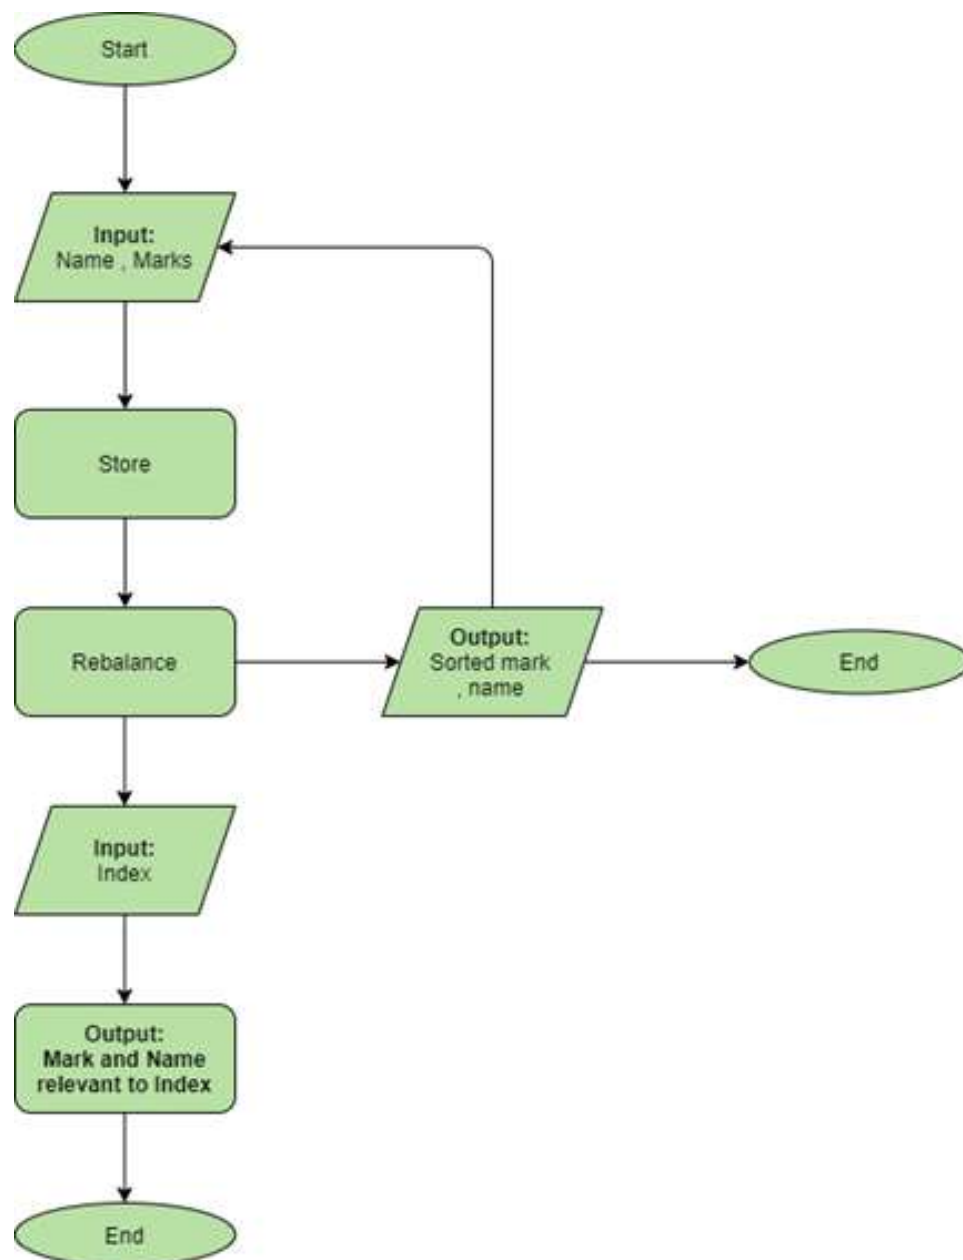 Start
Input:
Name , Marks
Store
Rebalance
Output:
Sorted mark
, name
End
Input:
Index
Output:
Mark and Name
relevant to Index
End